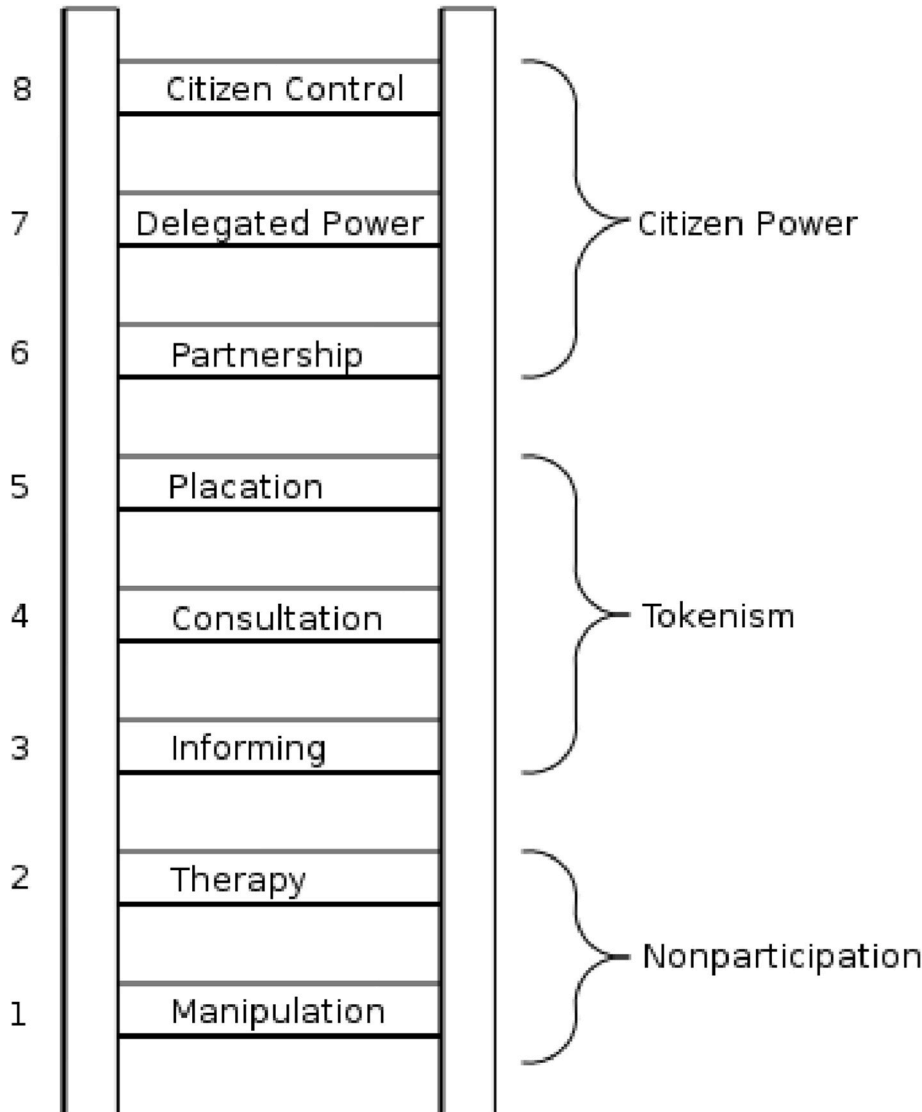 8 Citizen Control
7 Delegated Power Citizen Power
6 Partnership
5 Placation
4 Consultation Tokenism
3 Informing
2 Therapy
Nonparticipation
1 Manipulation